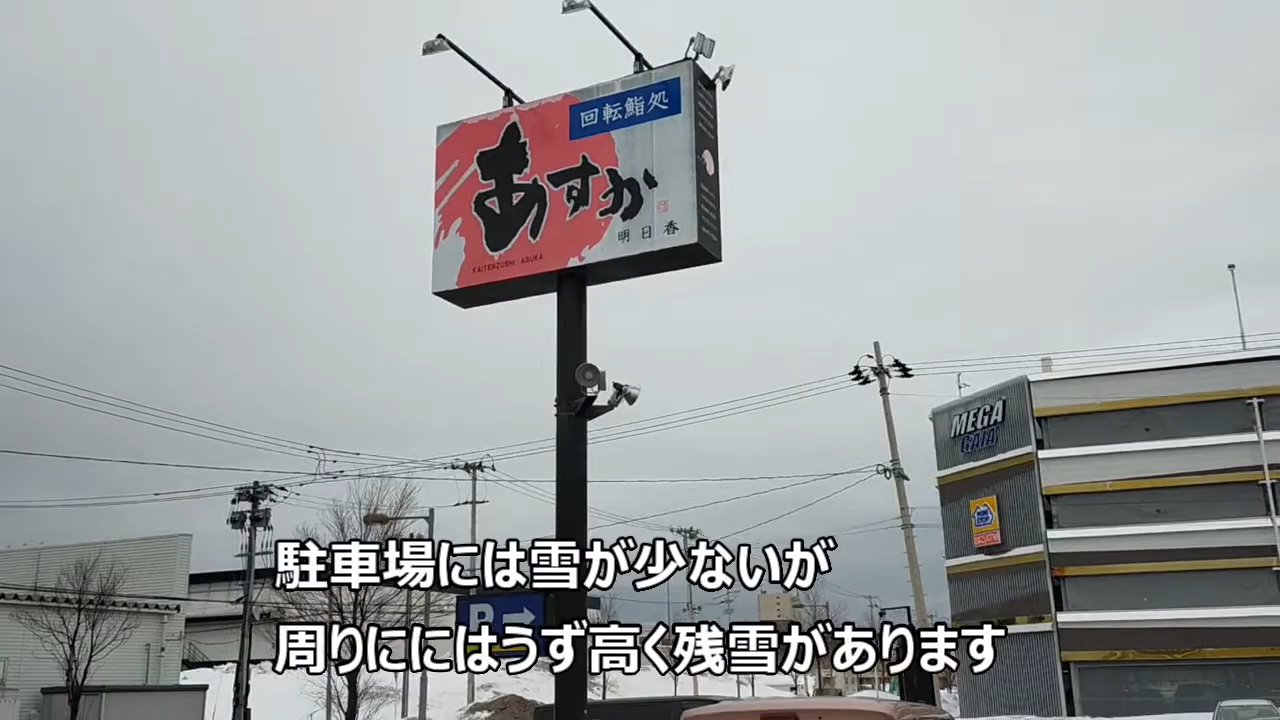 回転鮨処
あすか
明日香
KAITENZUSHI ASUKA
MEGA
GAIA
P→
駐車場には雪が少ないが
周りににはうず高く残雪があります